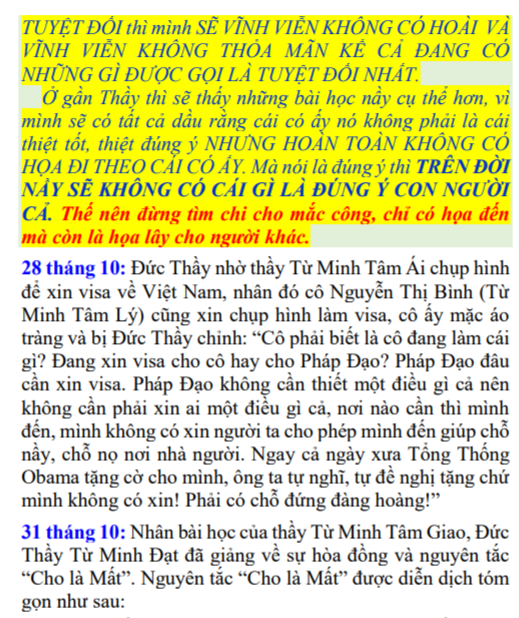 TUYỆT ĐỐI thì mình SẼ VĨNH VIỄN KHÔNG CÓ HOÀI VÀ
VĨNH VIỄN KHÔNG THỎA MÃN KỂ CẢ ĐANG CÓ
NHỮNG GÌ ĐƯỢC GỌI LÀ TUYỆT ĐỐI NHẤT.
Ở gần Thầy thì sẽ thấy những bài học nầy cụ thể hơn, vì
mình sẽ có tất cả dầu rằng cái có ấy nó không phải là cái
thiệt tốt, thiệt đúng ý NHƯNG HOÀN TOÀN KHÔNG CÓ
HỌA ĐI THEO CÁI CÓ ẤY. Mà nói là đúng ý thì TRÊN ĐỜI
NẦY SẼ KHÔNG CÓ CÁI GÌ LÀ ĐÚNG Ý CON NGƯỜI
CẢ. Thế nên đừng tìm chi cho mắc công, chỉ có họa đến
mà còn là họa lây cho người khác.
28 tháng 10: Đức Thầy nhờ thầy Từ Minh Tâm Ái chụp hình
để xin visa về Việt Nam, nhân đó cô Nguyễn Thị Bình (Từ
Minh Tâm Lý) cũng xin chụp hình làm visa, cô ấy mặc áo
tràng và bị Đức Thầy chỉnh: “Cô phải biết là cô đang làm cái
gì? Đang xin visa cho cô hay cho Pháp Đạo? Pháp Đạo đâu
cần xin visa. Pháp Đạo không cần thiết một điều gì cả nên
không cần phải xin ai một điều gì cả, nơi nào cần thì mình
đến, mình không có xin người ta cho phép mình đến giúp chỗ
nầy, chỗ nọ nơi nhà người. Ngay cả ngày xưa Tổng Thống
Obama tặng cờ cho mình, ông ta tự nghĩ, tự đề nghị tặng chứ
mình không có xin! Phải có chỗ đứng đàng hoàng!”
31 tháng 10: Nhân bài học của thầy Từ Minh Tâm Giao, Đức
Thầy Từ Minh Đạt đã giảng về sự hòa đồng và nguyên tắc
“Cho là Mất”. Nguyên tắc “Cho là Mất” được diễn dịch tóm
gọn như sau: